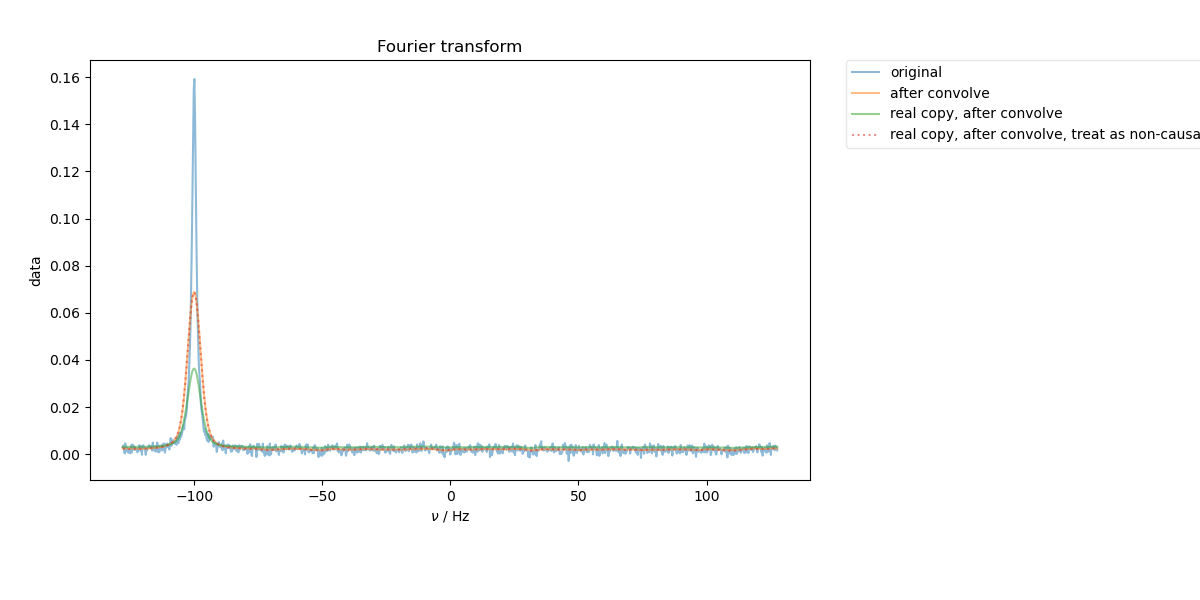 Fourier transform
original
after convolve
real copy, after convolve
real copy, after convolve, treat as non-causa
0.16
0.14
0.12
0.10
0.08
0.06
0.04
0.02
0.00
data
−100
−50
0
50
100
ν / Hz